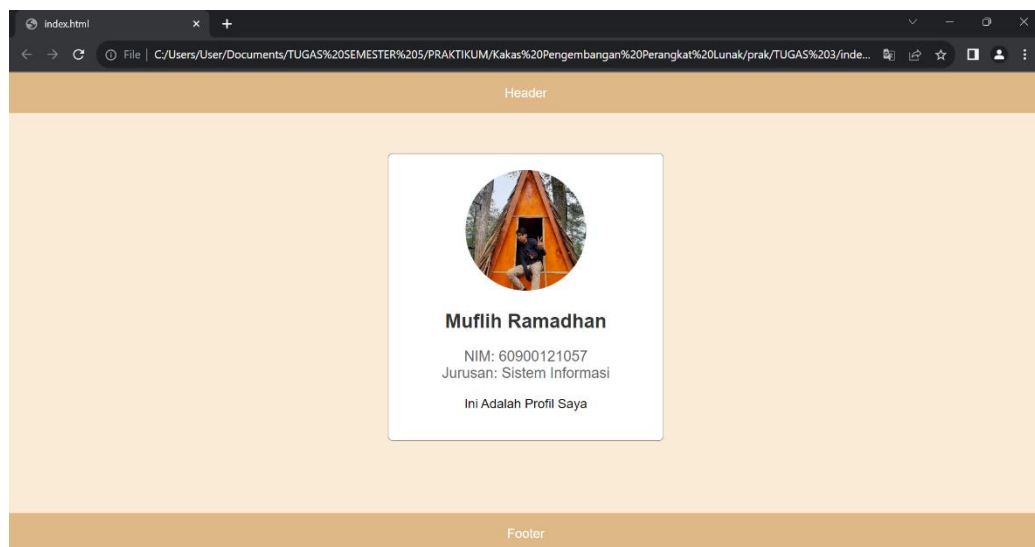 index.html
File | C:/Users/User/Documents/TUGAS%20SEMESTER%205/PRAKTIKUM/Kakas%20Pengembangan%20Perangkat%20Lunak/prak/TUGAS%203/inde...
Header
Muflih Ramadhan
NIM: 60900121057
Jurusan: Sistem Informasi
Ini Adalah Profil Saya
Footer